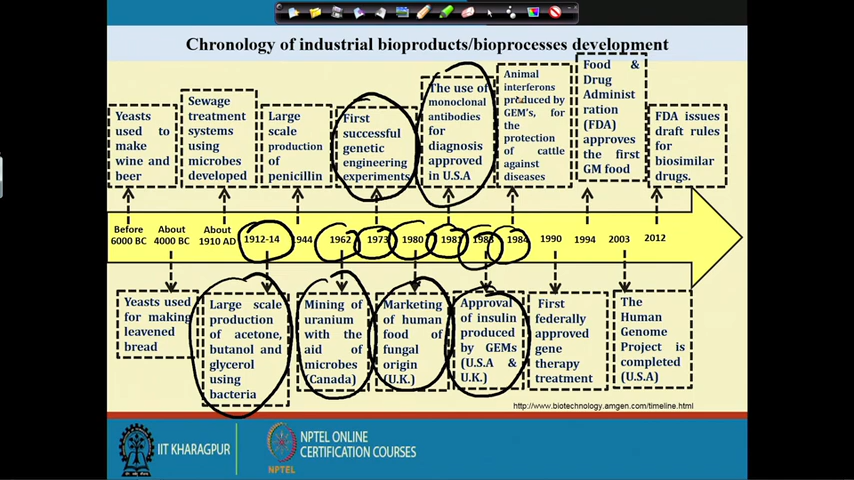 Chronology of industrial bioproducts/bioprocesses development
Yeasts
used to
make
wine and
beer
Sewage
treatment
systems
using
microbes
developed
Large
scale
production
of
penicillin
First
successful
genetic
engineering
experiments
The use of
monoclonal
antibodies
for
diagnosis
approved
in U.S.A
Animal
interferons
produced by
GEM's, for
the
protection
of cattle
against
diseases
Food &
Drug
Administ
ration
(FDA)
approves
the first
GM food
FDA issues
draft rules
for
biosimilar
drugs.
Before
6000 BC
About
4000 BC
About
1910 AD
1912-14
1944
1962
1973
1980
1981
1984
1990
1994
2003
2012
Yeasts used
for making
leavened
bread
Large scale
production
of acetone,
butanol and
glycerol
using
bacteria
Mining of
uranium
with the
aid of
microbes
(Canada)
Marketing
of human
food of
fungal
origin
(U.K.)
Approval
of insulin
produced
by GEMs
(U.S.A &
U.K.)
First
federally
approved
gene
therapy
treatment
The
Human
Genome
Project is
completed
(U.S.A)
http://www.biotechnology.amgen.com/timeline.html
IIT KHARAGPUR
NPTEL
NPTEL ONLINE
CERTIFICATION COURSES